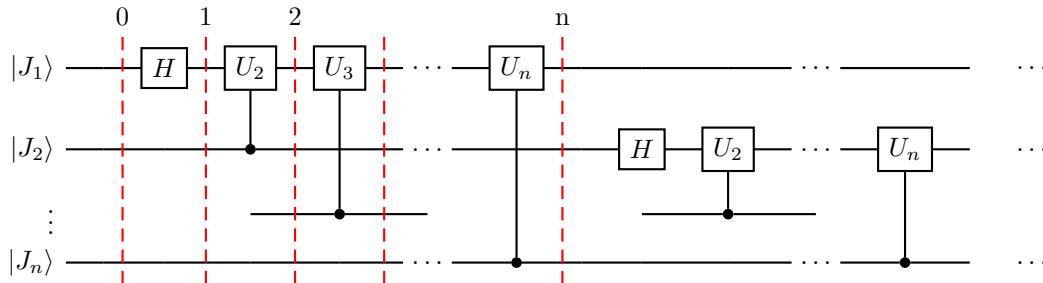 0 1 2 n
|J₁⟩ H U₂ U₃ ··· Uₙ ··· ···
|J₂⟩ ··· H U₂ ··· Uₙ ···
⋮
|Jₙ⟩ ··· ··· ···